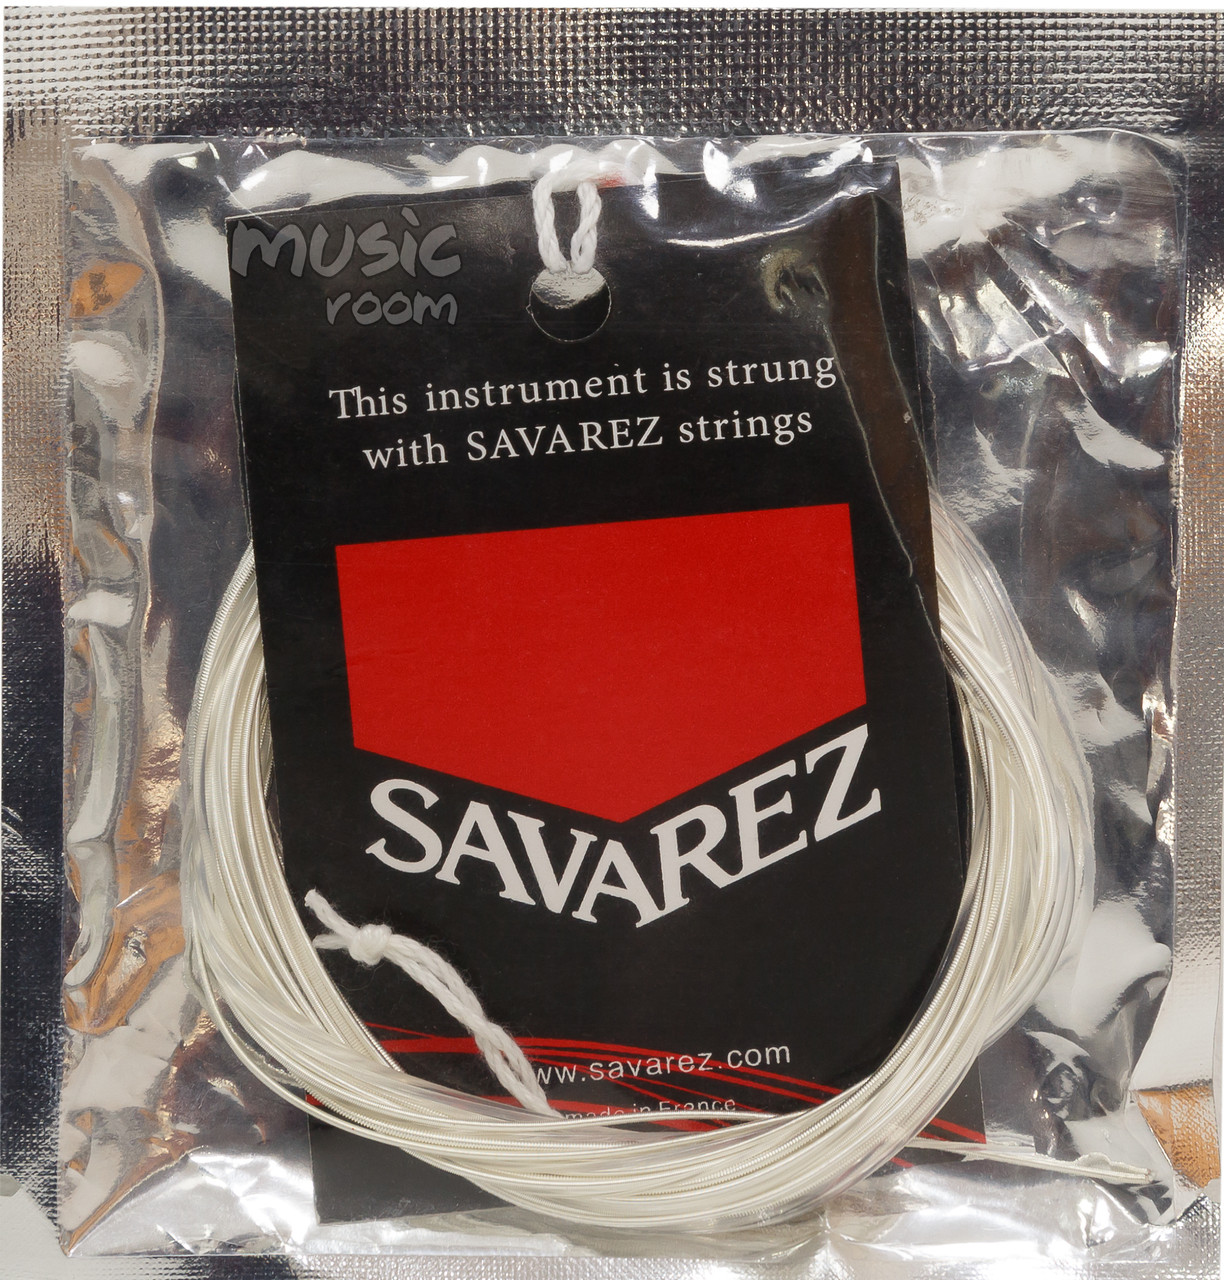 music
room
This instrument is strung
with SAVAREZ strings
SAVAREZ
www.savarez.com
made in France